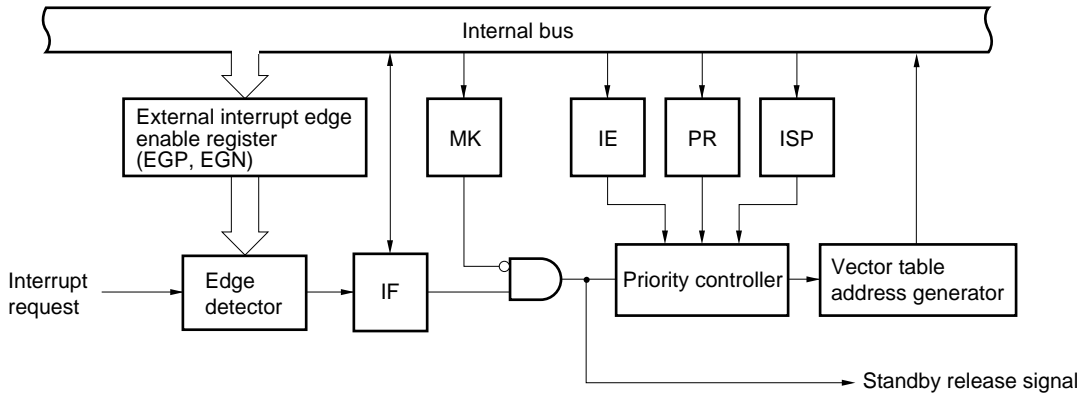 Internal bus
External interrupt edge
enable register
(EGP, EGN)
MK
IE
PR
ISP
Interrupt
request
Edge
detector
IF
Priority controller
Vector table
address generator
Standby release signal